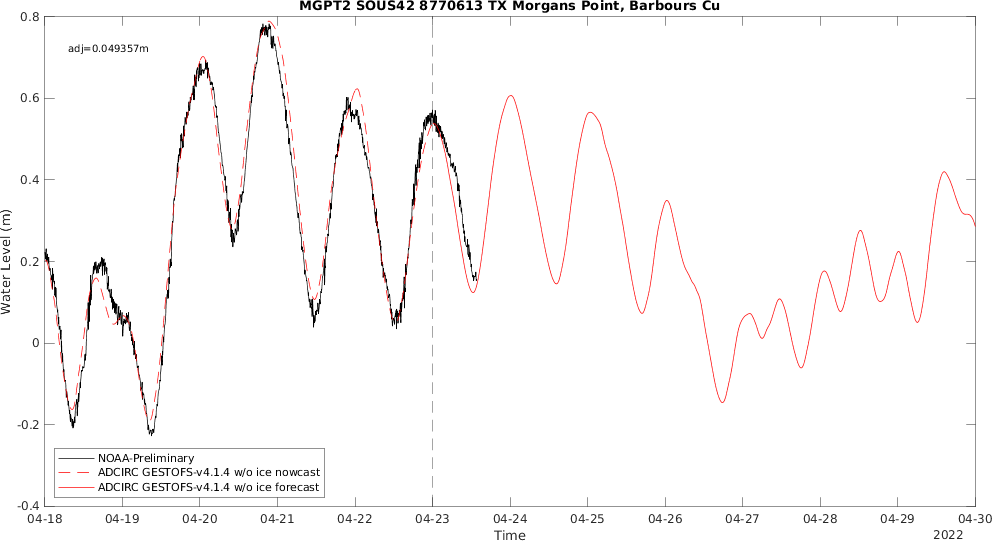 MGPT2 SOUS42 8770613 TX Morgans Point, Barbours Cu
adj=0.049357m
0.8
0.6
0.4
0.2
0
-0.2
-0.4
Water Level (m)
NOAA-Preliminary
ADCIRC GESTOFS-v4.1.4 w/o ice nowcast
ADCIRC GESTOFS-v4.1.4 w/o ice forecast
04-18 04-19 04-20 04-21 04-22 04-23 04-24 04-25 04-26 04-27 04-28 04-29 04-30
Time
2022